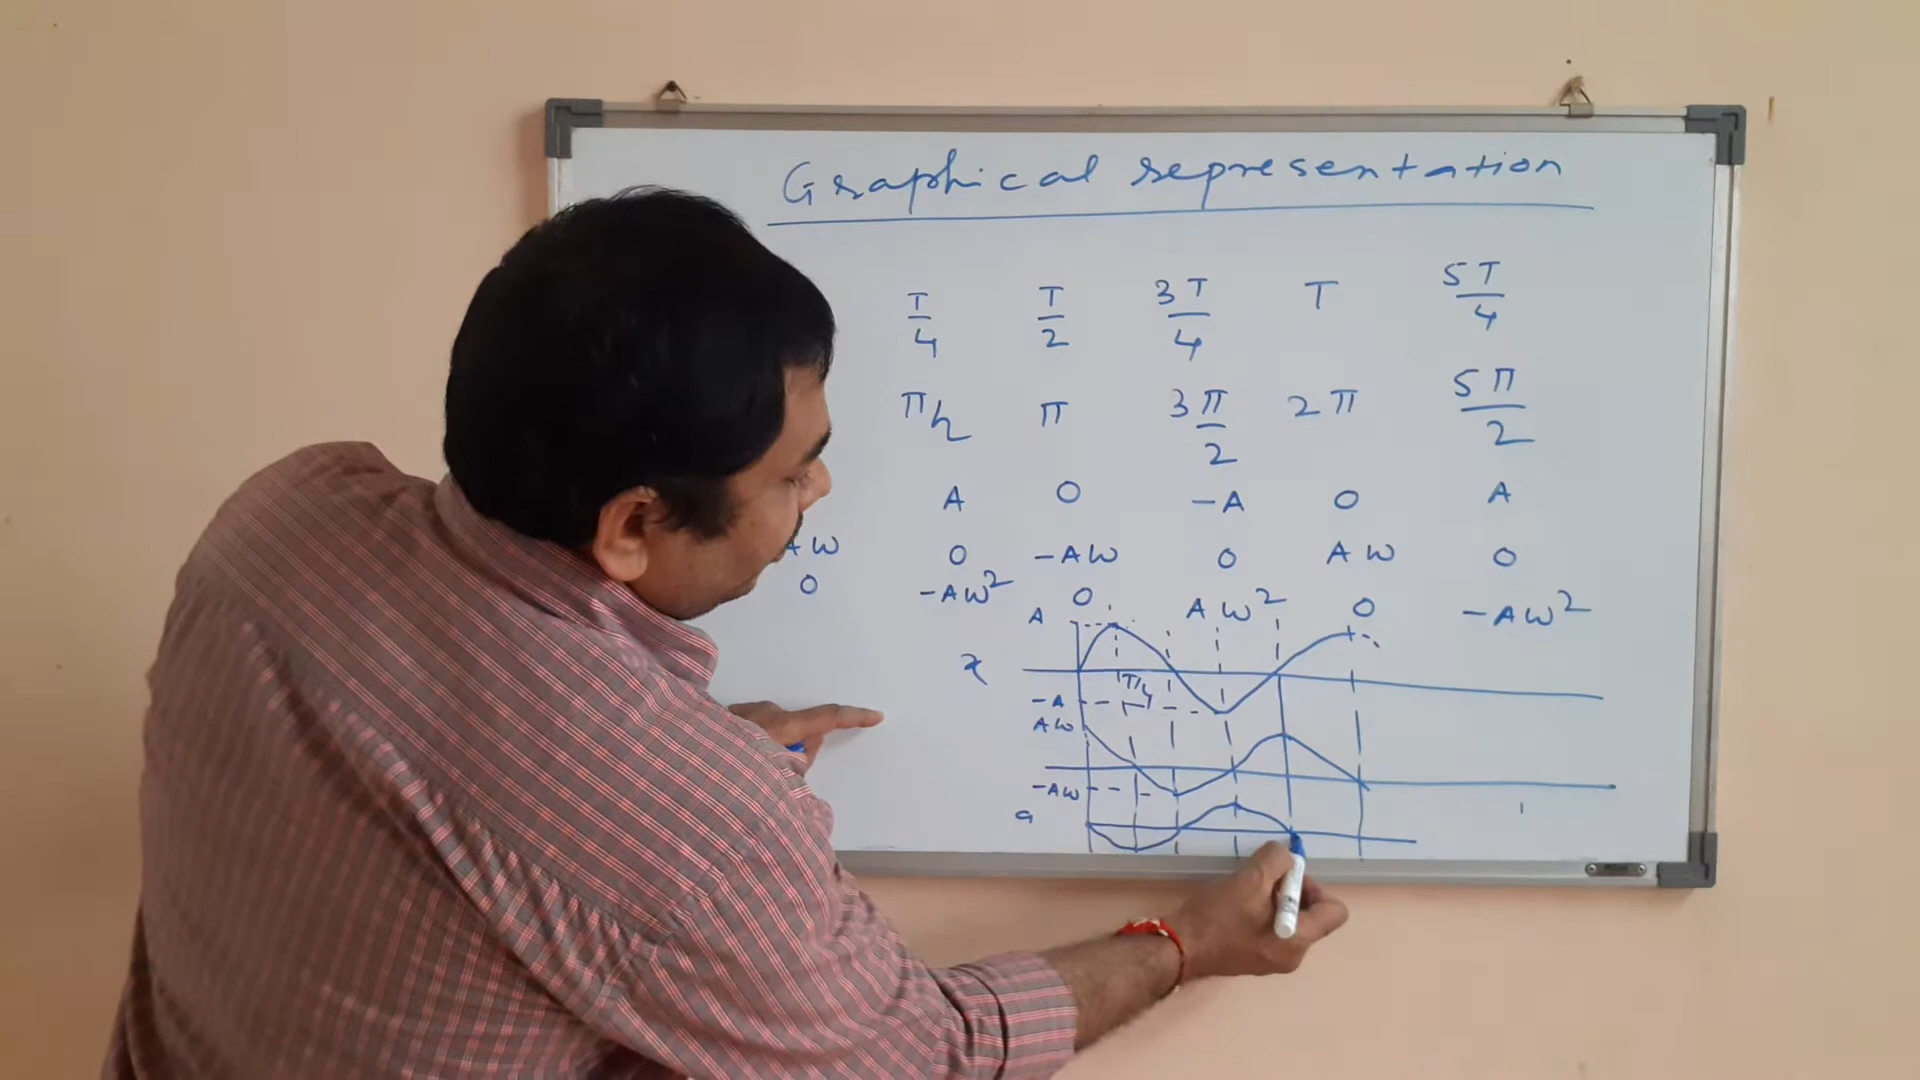 Graphical representation
T/4 T/2 3T/4 T 5T/4
π/2 π 3π/2 2π 5π/2
A 0 -A 0 A
Aω 0 -Aω 0 Aω 0
0 -Aω² 0 Aω² 0 -Aω²
A
x
T/4
-A
Aω
-Aω
a